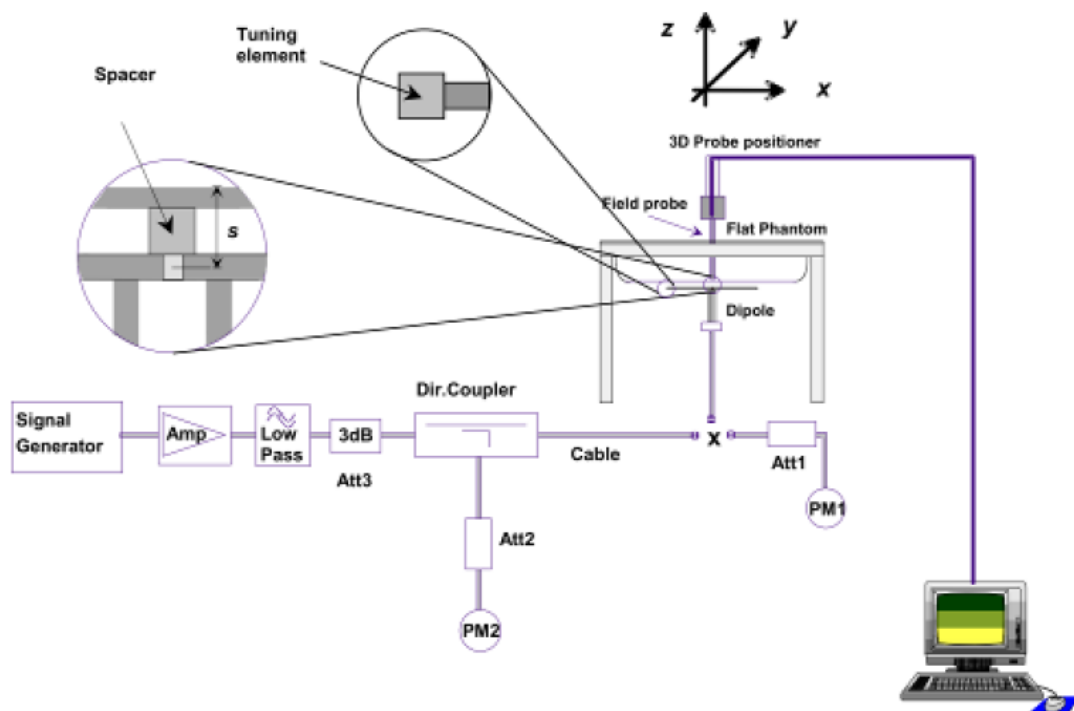 Tuning
element
Spacer
z
y
x
3D Probe positioner
Field probe
Flat Phantom
s
Dipole
Dir.Coupler
Signal
Generator
Amp
Low
Pass
3dB
Att3
Cable
x
Att1
PM1
Att2
PM2